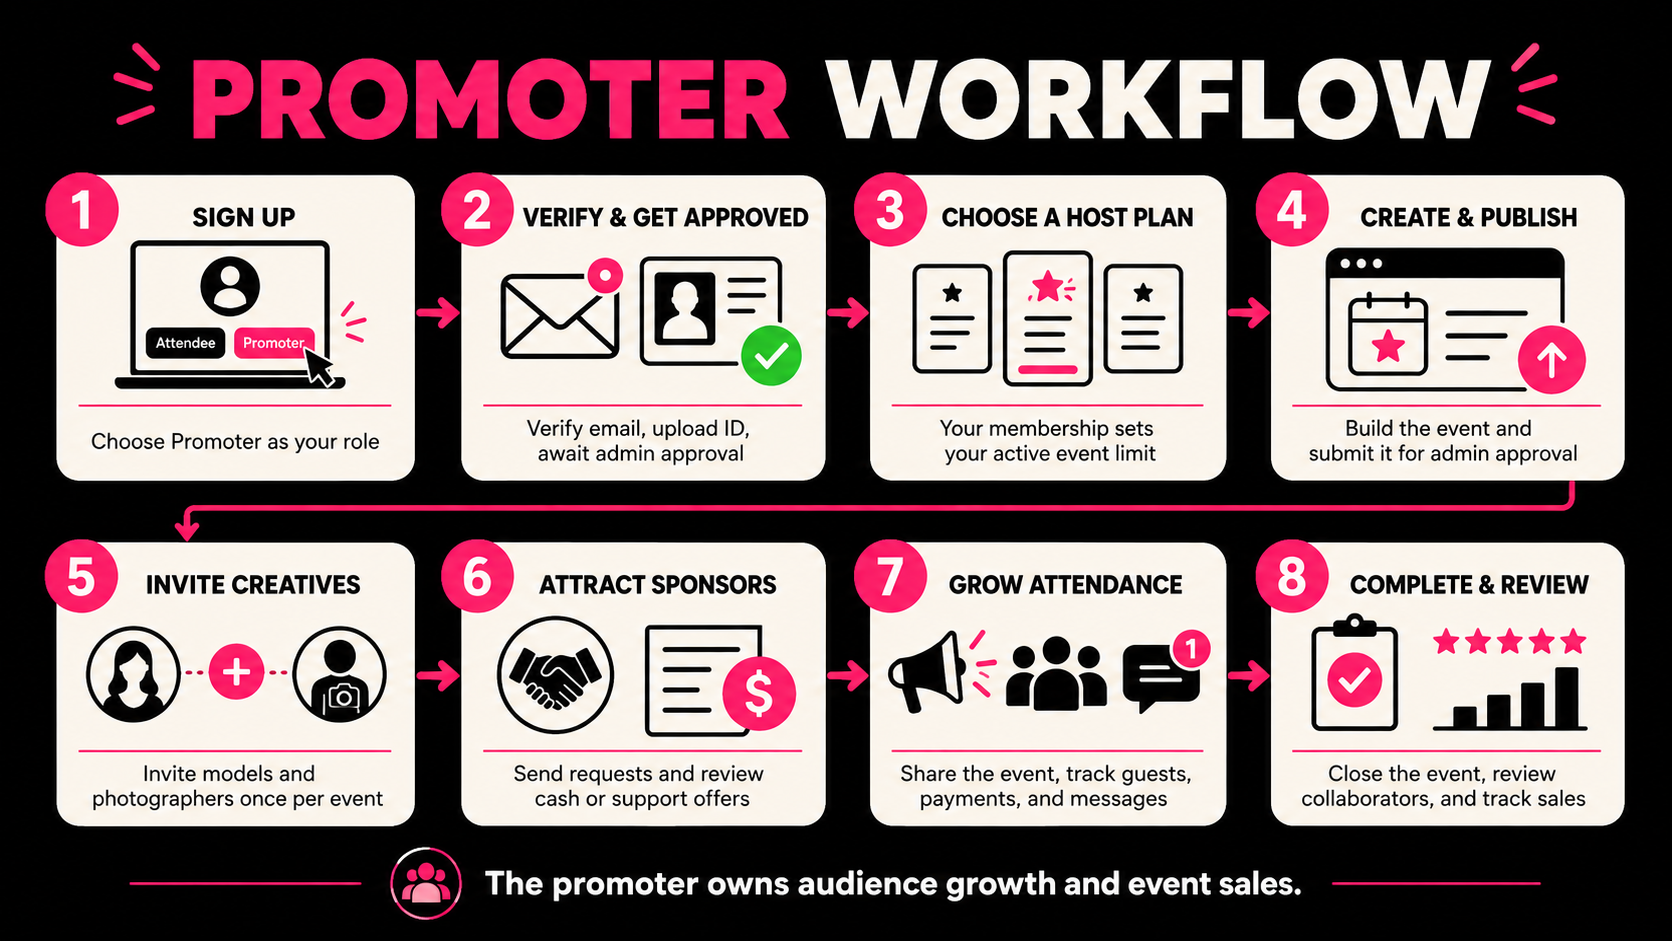 PROMOTER WORKFLOW
1
SIGN UP
Attendee
Promoter
Choose Promoter as your role
2
VERIFY & GET APPROVED
Verify email, upload ID,
await admin approval
3
CHOOSE A HOST PLAN
Your membership sets
your active event limit
4
CREATE & PUBLISH
Build the event and
submit it for admin approval
5
INVITE CREATIVES
Invite models and
photographers once per event
6
ATTRACT SPONSORS
$
Send requests and review
cash or support offers
7
GROW ATTENDANCE
1
Share the event, track guests,
payments, and messages
8
COMPLETE & REVIEW
Close the event, review
collaborators, and track sales
The promoter owns audience growth and event sales.